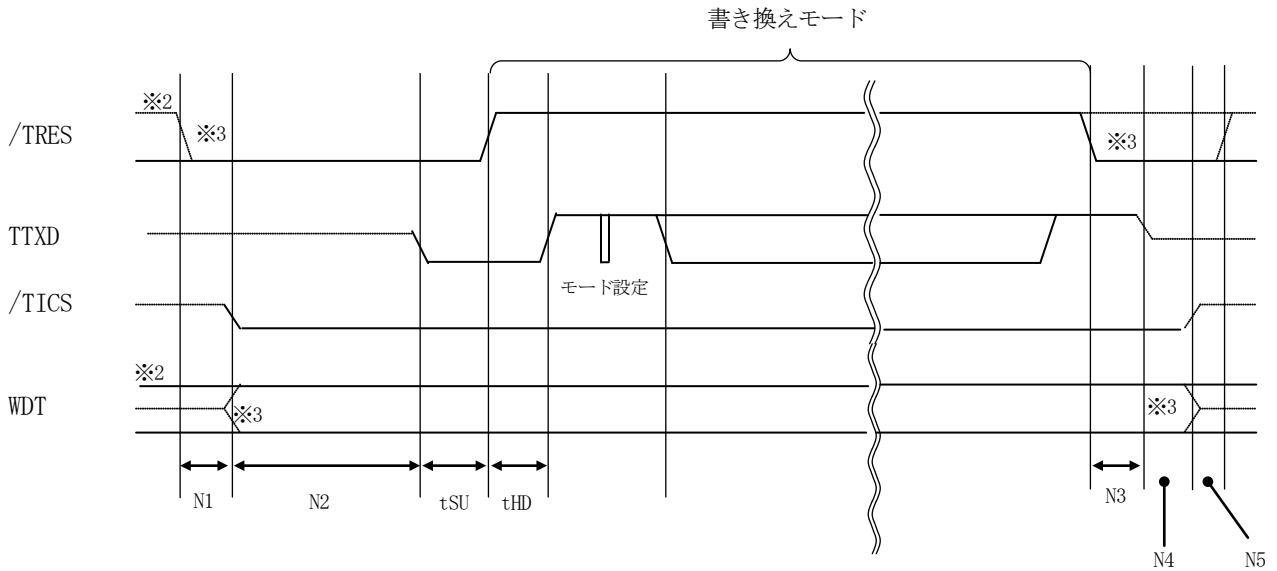 書き換えモード
※2
/TRES
※3
※3
TTXD
モード設定
/TICS
※2
WDT
※3
※3
N1
N2
tSU
tHD
N3
N4
N5